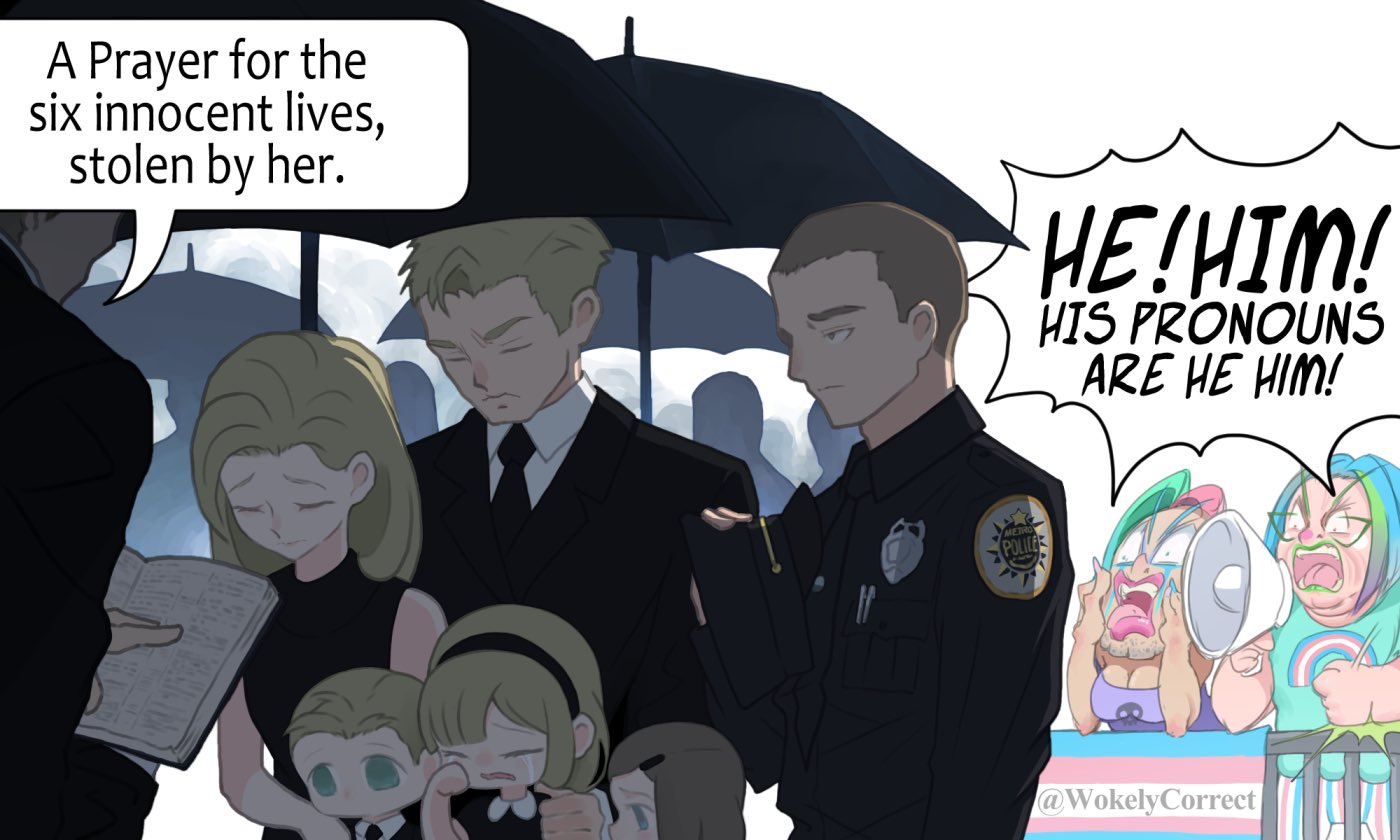 A Prayer for the
six innocent lives,
stolen by her.
HE! HIM!
HIS PRONOUNS
ARE HE HIM!
METRO
POLICE
@WokelyCorrect